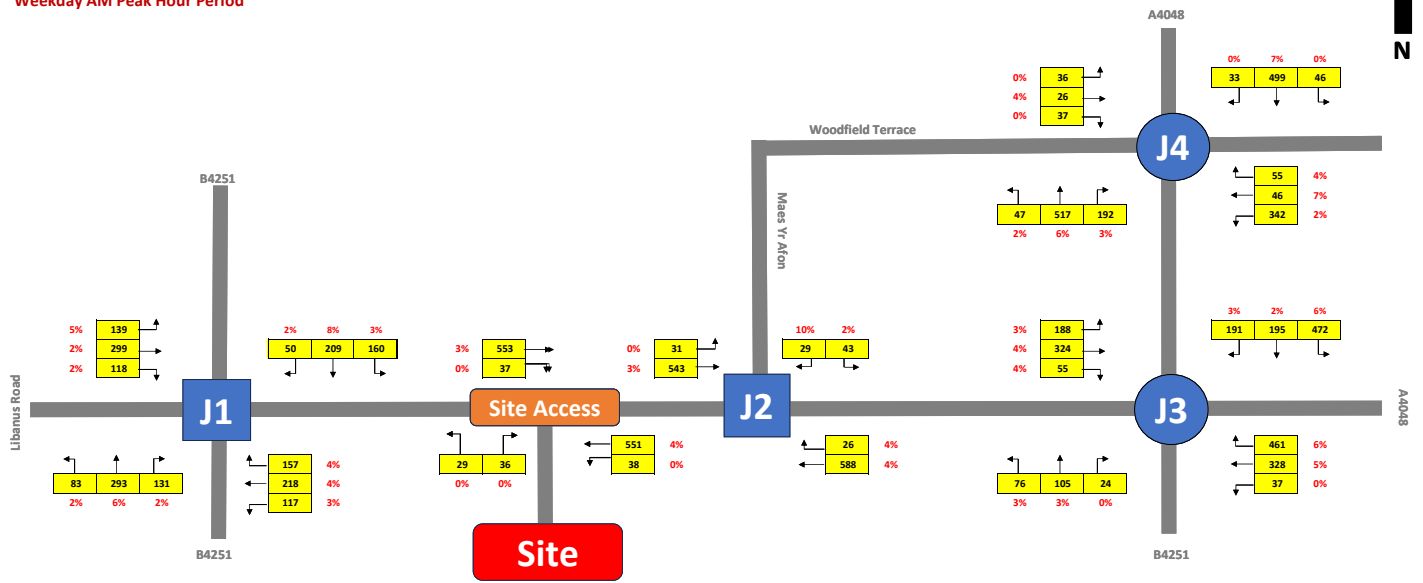 Weekday AM Peak Hour Period
A4048
N
0% 7% 0%
33 499 46
0% 36
4% 26
0% 37
Woodfield Terrace
J4
55 4%
46 7%
342 2%
47 517 192
2% 6% 3%
B4251
Maes Yr Afon
5% 139
2% 299
2% 118
2% 8% 3%
50 209 160
3% 553
0% 37
0% 31
3% 543
10% 2%
29 43
3% 188
4% 324
4% 55
3% 2% 6%
191 195 472
Libanus Road
J1
Site Access
J2
J3
A4048
83 293 131
2% 6% 2%
157 4%
218 4%
117 3%
29 36
0% 0%
551 4%
38 0%
26 4%
588 4%
76 105 24
3% 3% 0%
461 6%
328 5%
37 0%
B4251
Site
B4251